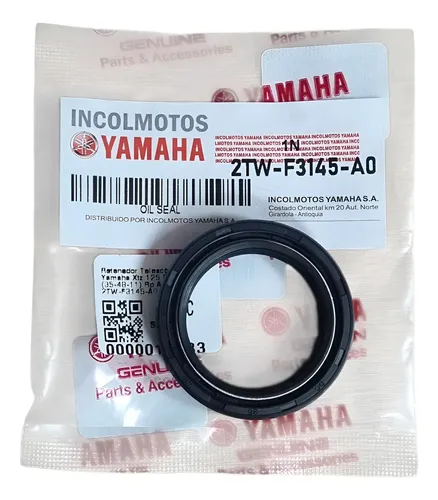 GENUINE
Parts & Accessories
YAMAHA
INCOLMOTOS
YAMAHA
INCOLMOTOS YAMAHA INCOLMOTOS YAMAHA INCOLMOTOS YAMAHA
1N
2TW-F3145-A0
OIL SEAL
DISTRIBUIDO POR INCOLMOTOS YAMAHA S.A.
INCOLMOTOS YAMAHA S.A.
Costado Oriental km 20 Aut. Norte
Girardota - Antioquia
Retenedor Telesco
Yamaha Xtz 125
(35-48-11) Rp A
2TW-F3145-A0
GENUINE
Parts & Accessories
YAMAHA